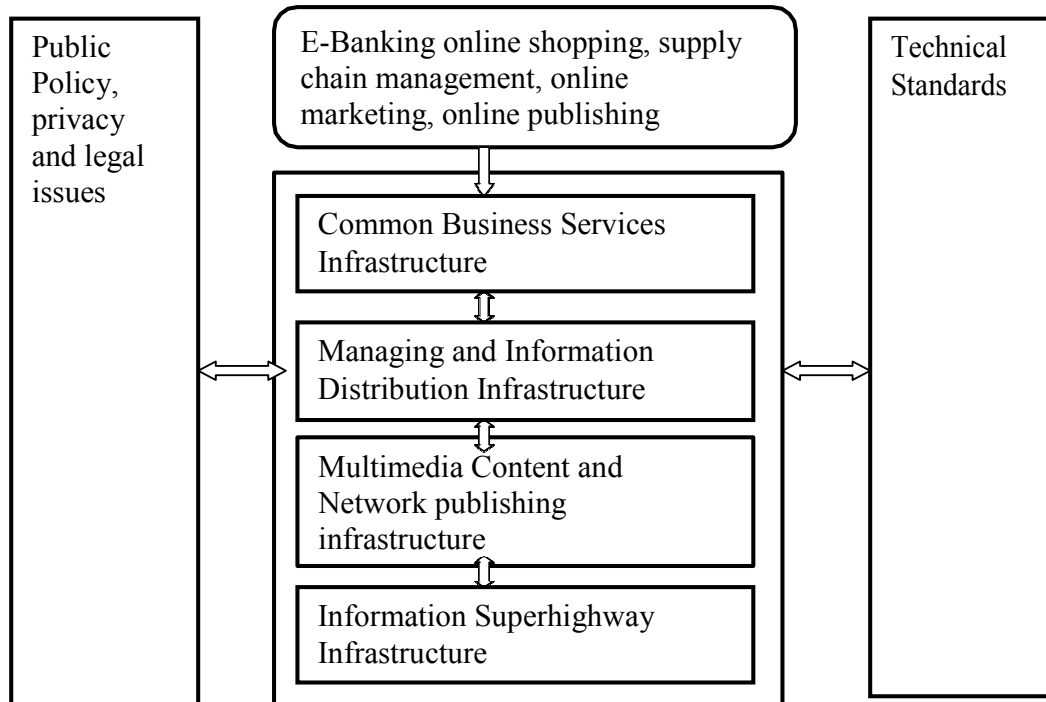 Public
Policy,
privacy
and legal
issues
E-Banking online shopping, supply
chain management, online
marketing, online publishing
Technical
Standards
Common Business Services
Infrastructure
Managing and Information
Distribution Infrastructure
Multimedia Content and
Network publishing
infrastructure
Information Superhighway
Infrastructure